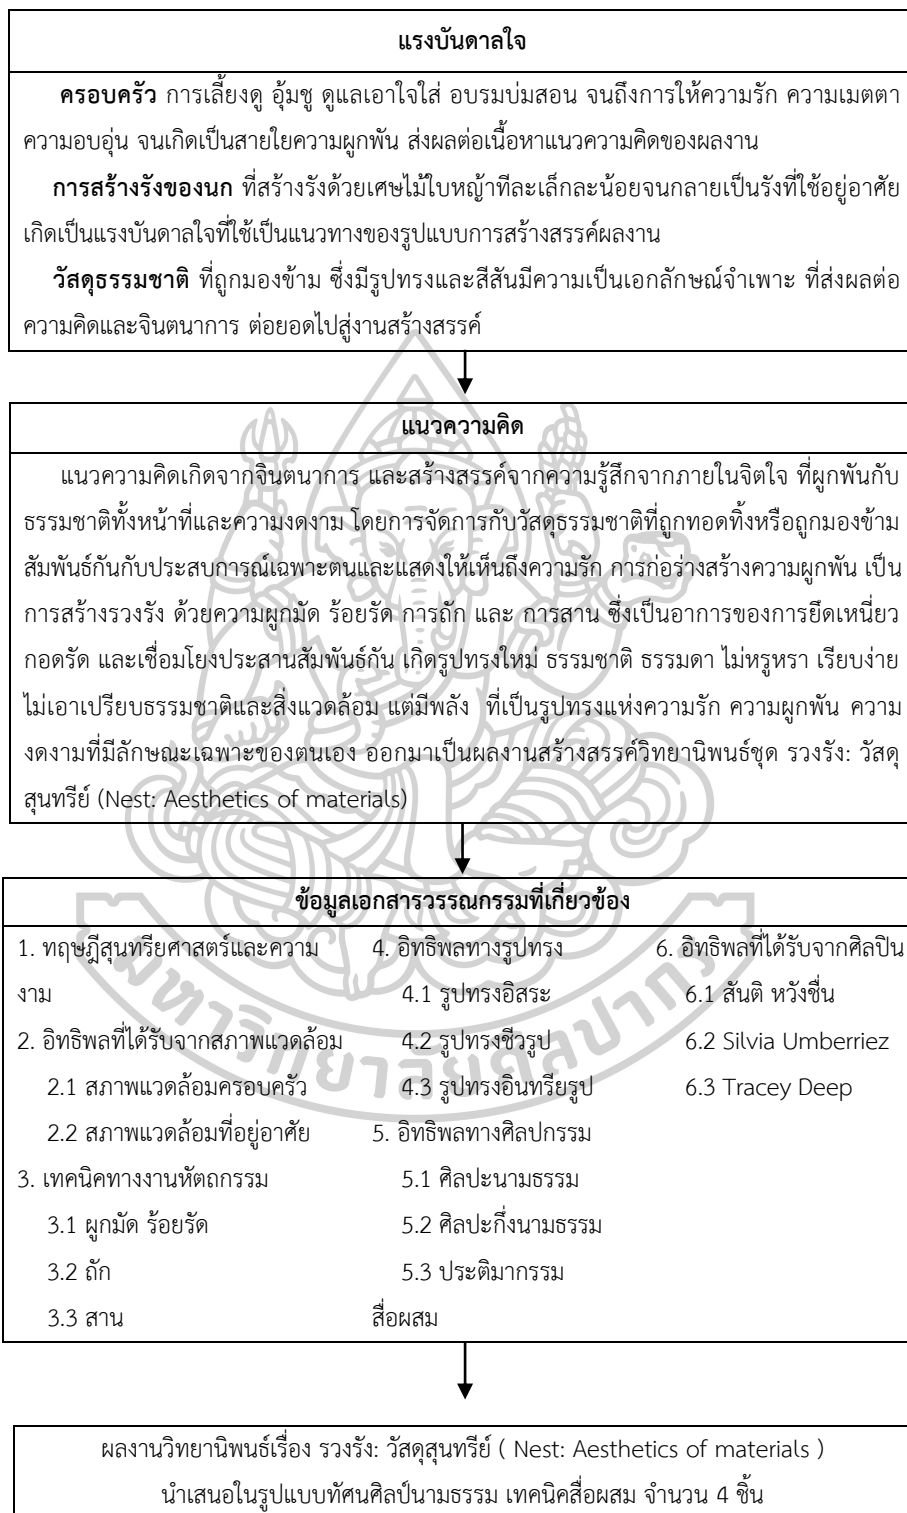 แรงบันดาลใจ
ครอบครัว การเลี้ยงดู อุ้มชู ดูแลเอาใจใส่ อบรมบ่มสอน จนถึงการให้ความรัก ความเมตตา
ความอบอุ่น จนเกิดเป็นสายใยความผูกพัน ส่งผลต่อเนื้อหาแนวความคิดของผลงาน
การสร้างรังของนก ที่สร้างรังด้วยเศษไม้ใบหญ้าทีละเล็กละน้อยจนกลายเป็นรังที่ใช้อยู่อาศัย
เกิดเป็นแรงบันดาลใจที่ใช้เป็นแนวทางของรูปแบบการสร้างสรรค์ผลงาน
วัสดุธรรมชาติ ที่ถูกมองข้าม ซึ่งมีรูปทรงและสีสันมีความเป็นเอกลักษณ์จำเพาะ ที่ส่งผลต่อ
ความคิดและจินตนาการ ต่อยอดไปสู่งานสร้างสรรค์
แนวความคิด
แนวความคิดเกิดจากจินตนาการ และสร้างสรรค์จากความรู้สึกจากภายในจิตใจ ที่ผูกพันกับ
ธรรมชาติทั้งหน้าที่และความงดงาม โดยการจัดการกับวัสดุธรรมชาติที่ถูกทอดทิ้งหรือถูกมองข้าม
สัมพันธ์กันกับประสบการณ์เฉพาะตนและแสดงให้เห็นถึงความรัก การก่อร่างสร้างความผูกพัน เป็น
การสร้างรวงรัง ด้วยความผูกมัด ร้อยรัด การถัก และ การสาน ซึ่งเป็นอาการของการยึดเหนี่ยว
กอดรัด และเชื่อมโยงประสานสัมพันธ์กัน เกิดรูปทรงใหม่ ธรรมชาติ ธรรมดา ไม่หรูหรา เรียบง่าย
ไม่เอาเปรียบธรรมชาติและสิ่งแวดล้อม แต่มีพลัง ที่เป็นรูปทรงแห่งความรัก ความผูกพัน ความ
งดงามที่มีลักษณะเฉพาะของตนเอง ออกมาเป็นผลงานสร้างสรรค์วิทยานิพนธ์ชุด รวงรัง: วัสดุ
สุนทรีย์ (Nest: Aesthetics of materials)
ข้อมูลเอกสารวรรณกรรมที่เกี่ยวข้อง
1. ทฤษฎีสุนทรียศาสตร์และความ
งาม
2. อิทธิพลที่ได้รับจากสภาพแวดล้อม
2.1 สภาพแวดล้อมครอบครัว
2.2 สภาพแวดล้อมที่อยู่อาศัย
3. เทคนิคทางงานหัตถกรรม
3.1 ผูกมัด ร้อยรัด
3.2 ถัก
3.3 สาน
4. อิทธิพลทางรูปทรง
4.1 รูปทรงอิสระ
4.2 รูปทรงชีวรูป
4.3 รูปทรงอินทรียรูป
5. อิทธิพลทางศิลปกรรม
5.1 ศิลปะนามธรรม
5.2 ศิลปะกึ่งนามธรรม
5.3 ประติมากรรม
สื่อผสม
6. อิทธิพลที่ได้รับจากศิลปิน
6.1 สันติ หวังชื่น
6.2 Silvia Umberriez
6.3 Tracey Deep
มหาวิทยาลัยศิลปากร
ผลงานวิทยานิพนธ์เรื่อง รวงรัง: วัสดุสุนทรีย์ ( Nest: Aesthetics of materials )
นำเสนอในรูปแบบทัศนศิลป์นามธรรม เทคนิคสื่อผสม จำนวน 4 ชิ้น